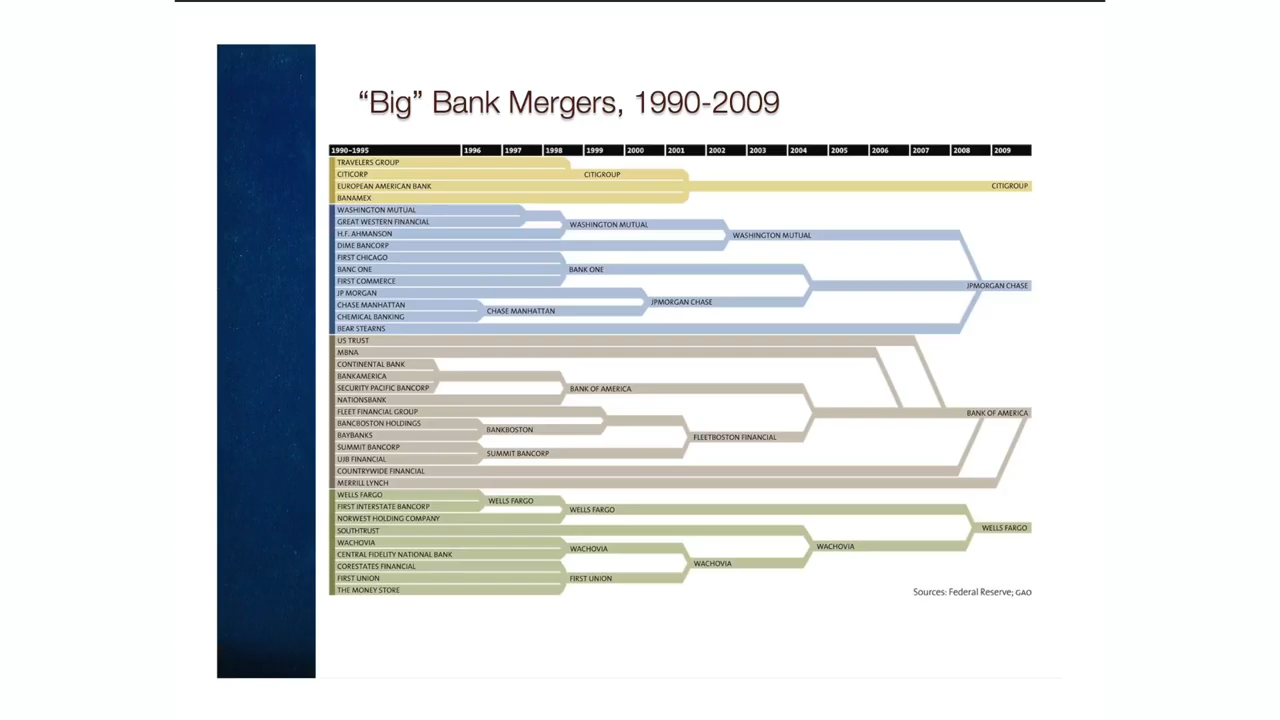 “Big” Bank Mergers, 1990-2009
1990–1995 1996 1997 1998 1999 2000 2001 2002 2003 2004 2005 2006 2007 2008 2009
TRAVELERS GROUP
CITICORP CITIGROUP
EUROPEAN AMERICAN BANK CITIGROUP
BANAMEX
WASHINGTON MUTUAL
GREAT WESTERN FINANCIAL WASHINGTON MUTUAL
H.F. AHMANSON WASHINGTON MUTUAL
DIME BANCORP
FIRST CHICAGO
BANC ONE BANK ONE
FIRST COMMERCE JPMORGAN CHASE
JP MORGAN JPMORGAN CHASE
CHASE MANHATTAN CHASE MANHATTAN
CHEMICAL BANKING
BEAR STEARNS
US TRUST
MBNA
CONTINENTAL BANK
BANKAMERICA
SECURITY PACIFIC BANCORP BANK OF AMERICA
NATIONSBANK
FLEET FINANCIAL GROUP BANK OF AMERICA
BANCBOSTON HOLDINGS BANKBOSTON
BAYBANKS FLEETBOSTON FINANCIAL
SUMMIT BANCORP SUMMIT BANCORP
UJB FINANCIAL
COUNTRYWIDE FINANCIAL
MERRILL LYNCH
WELLS FARGO WELLS FARGO
FIRST INTERSTATE BANCORP WELLS FARGO
NORWEST HOLDING COMPANY
SOUTHTRUST WELLS FARGO
WACHOVIA WACHOVIA WACHOVIA
CENTRAL FIDELITY NATIONAL BANK
CORESTATES FINANCIAL WACHOVIA
FIRST UNION FIRST UNION
THE MONEY STORE
Sources: Federal Reserve; GAO